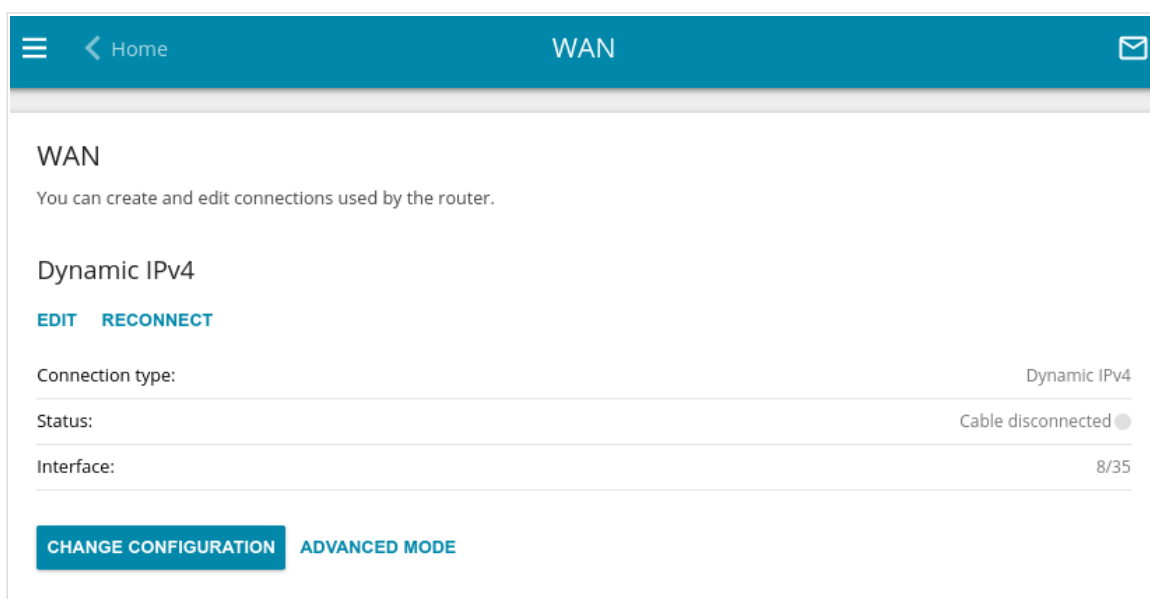 Home
WAN
WAN
You can create and edit connections used by the router.
Dynamic IPv4
EDIT RECONNECT
Connection type: Dynamic IPv4
Status: Cable disconnected
Interface: 8/35
CHANGE CONFIGURATION ADVANCED MODE